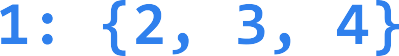 1: {2, 3, 4}